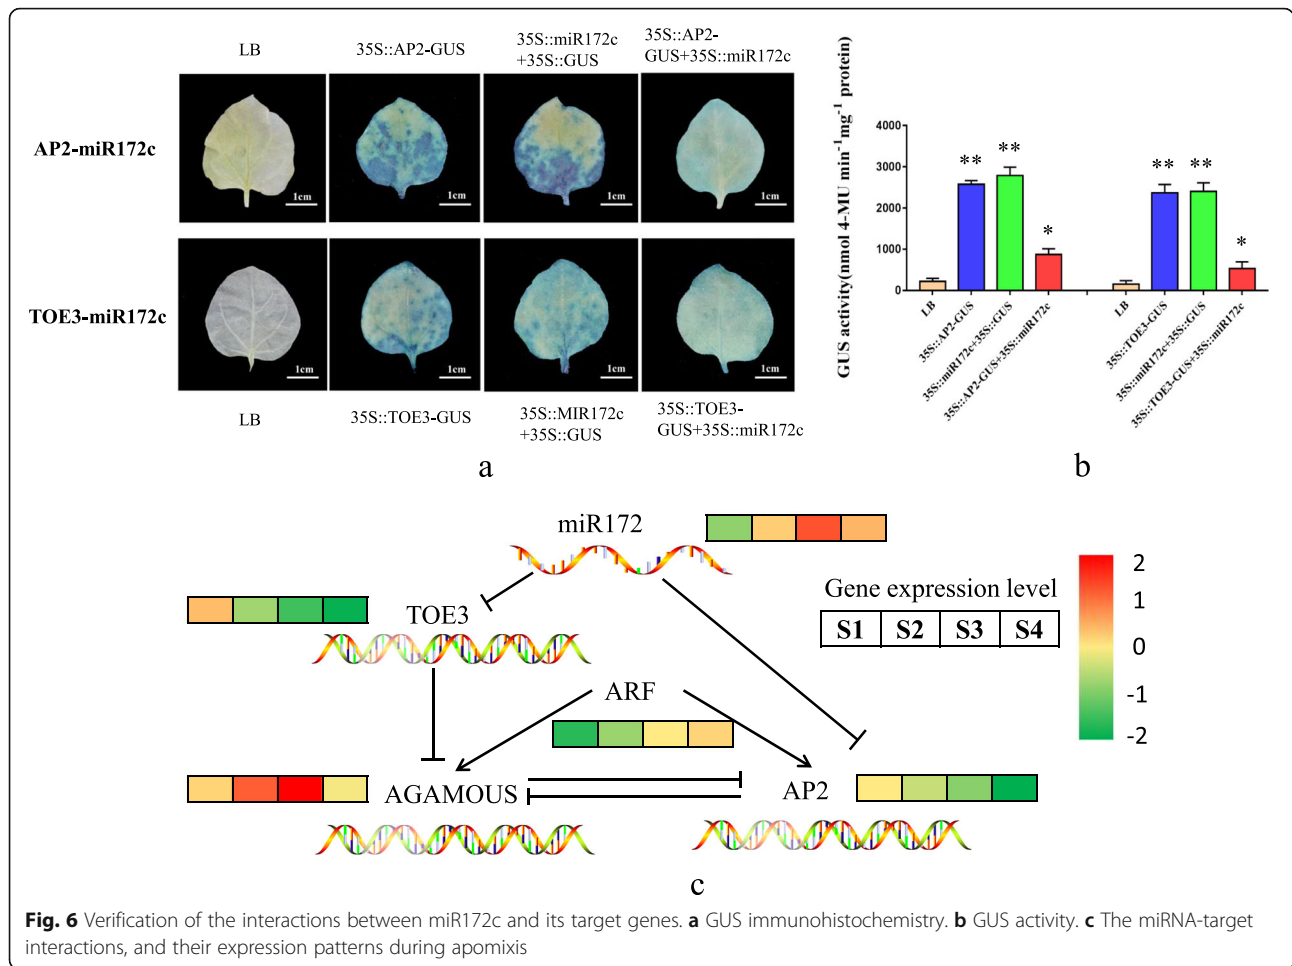 LB
35S::AP2-GUS
35S::miR172c
+35S::GUS
35S::AP2-
GUS+35S::miR172c
AP2-miR172c
1cm
1cm
1cm
1cm
TOE3-miR172c
1cm
1cm
1cm
1cm
LB
35S::TOE3-GUS
35S::MIR172c
+35S::GUS
35S::TOE3-
GUS+35S::miR172c
a
GUS activity(nmol 4-MU min-1mg-1 protein)
4000
3000
2000
1000
0
**
**
*
**
**
*
LB
35S::AP2-GUS
35S::miR172c+35S::GUS
35S::AP2-GUS+35S::miR172c
LB
35S::TOE3-GUS
35S::miR172c+35S::GUS
35S::TOE3-GUS+35S::miR172c
b
miR172
TOE3
ARF
AGAMOUS
AP2
Gene expression level
S1 S2 S3 S4
2
1
0
-1
-2
c
Fig. 6 Verification of the interactions between miR172c and its target genes. a GUS immunohistochemistry. b GUS activity. c The miRNA-target
interactions, and their expression patterns during apomixis